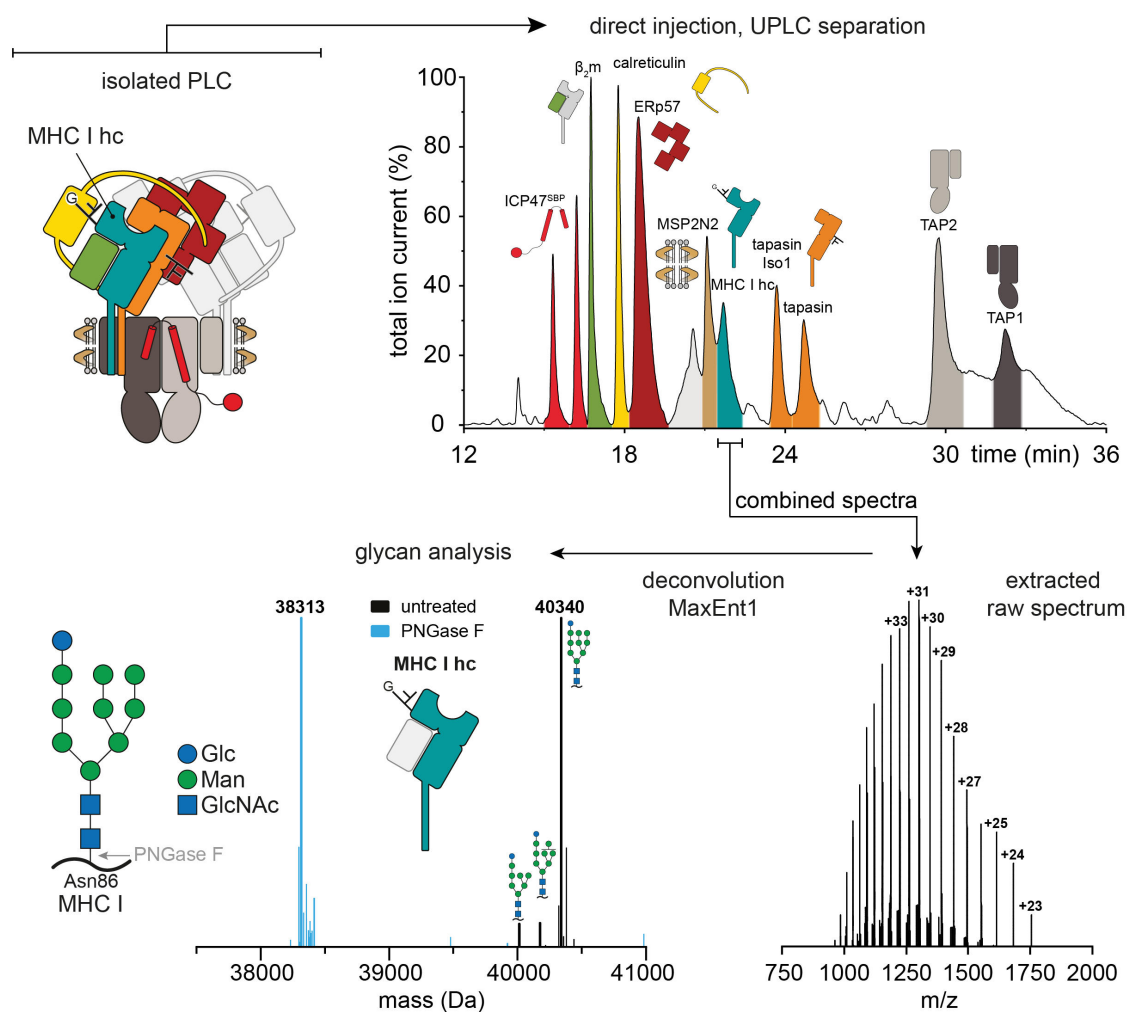 direct injection, UPLC separation
isolated PLC
MHC I hc
G
total ion current (%)
100
80
60
40
20
0
β2m
calreticulin
ERp57
ICP47SBP
MSP2N2
MHC I hc
G
tapasin
Iso1
tapasin
TAP2
TAP1
12
18
24
30
time (min)
36
combined spectra
glycan analysis
deconvolution
MaxEnt1
extracted
raw spectrum
38313
untreated
PNGase F
40340
MHC I hc
G
Glc
Man
GlcNAc
PNGase F
Asn86
MHC I
38000
39000
40000
41000
mass (Da)
+31
+33
+30
+29
+28
+27
+25
+24
+23
750
1000
1250
1500
1750
2000
m/z